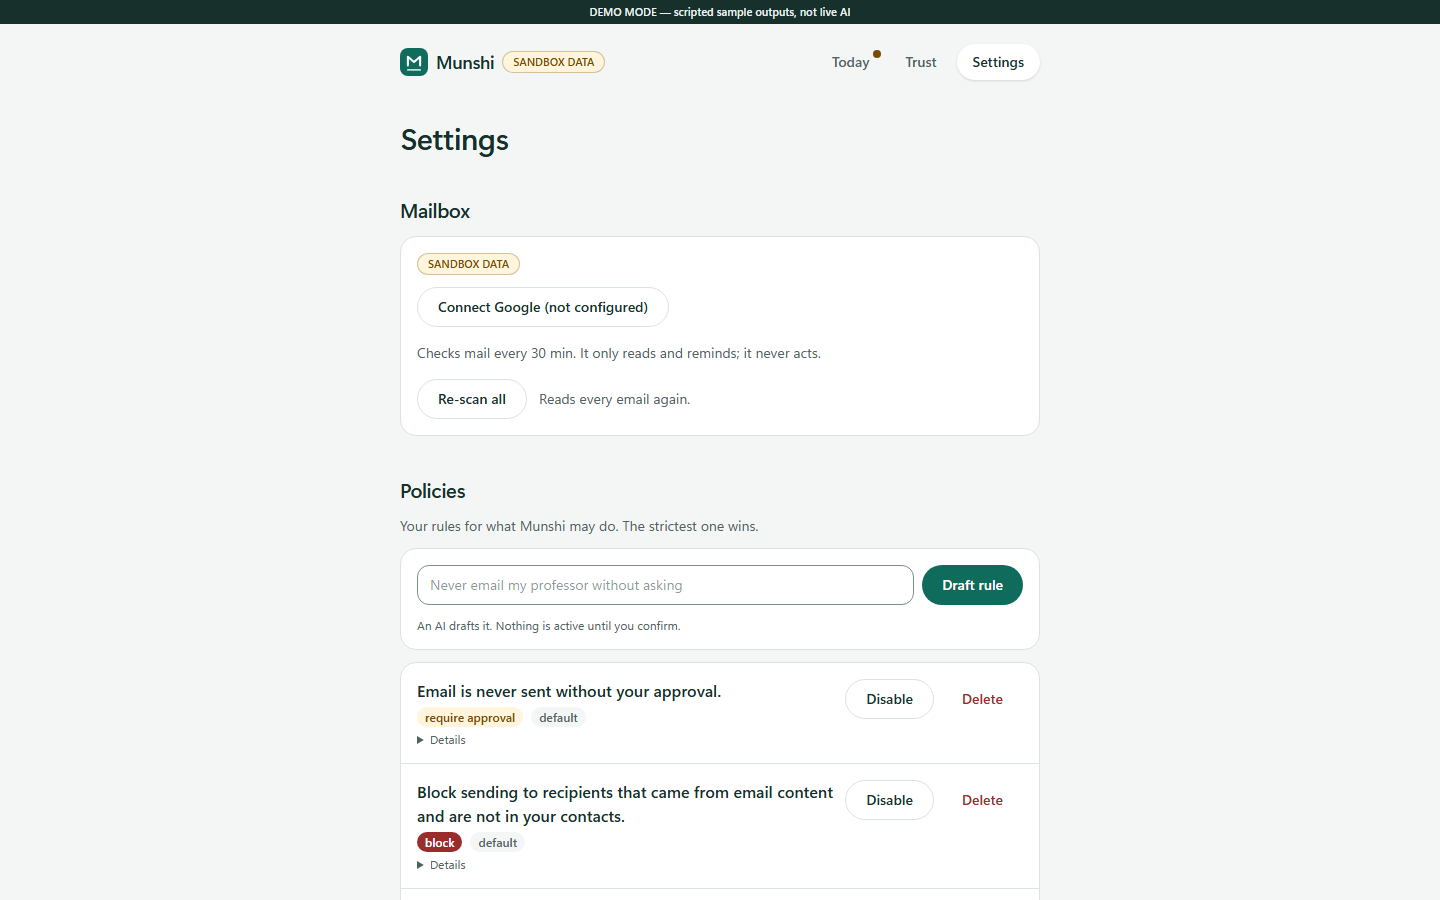 DEMO MODE — scripted sample outputs, not live AI
Munshi
SANDBOX DATA
Today
Trust
Settings
Settings
Mailbox
SANDBOX DATA
Connect Google (not configured)
Checks mail every 30 min. It only reads and reminds; it never acts.
Re-scan all
Reads every email again.
Policies
Your rules for what Munshi may do. The strictest one wins.
Never email my professor without asking
Draft rule
An AI drafts it. Nothing is active until you confirm.
Email is never sent without your approval.
Disable
Delete
require approval
default
Details
Block sending to recipients that came from email content
and are not in your contacts.
Disable
Delete
block
default
Details